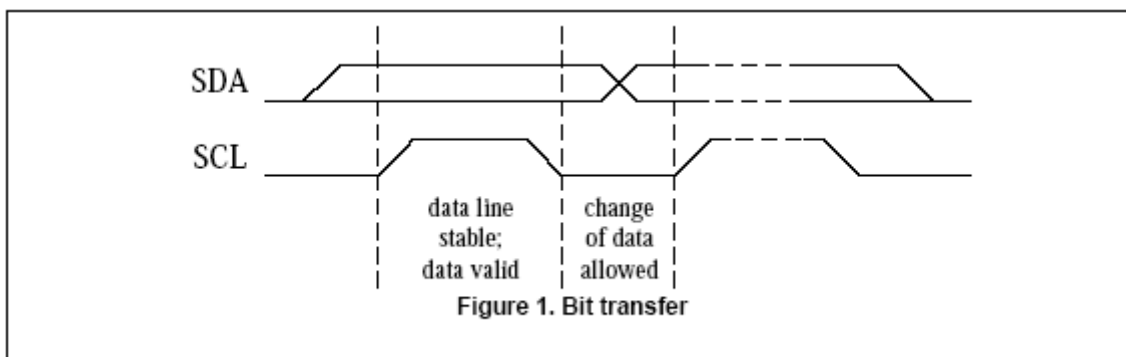 SDA
SCL
data line
stable;
data valid
change
of data
allowed
Figure 1. Bit transfer